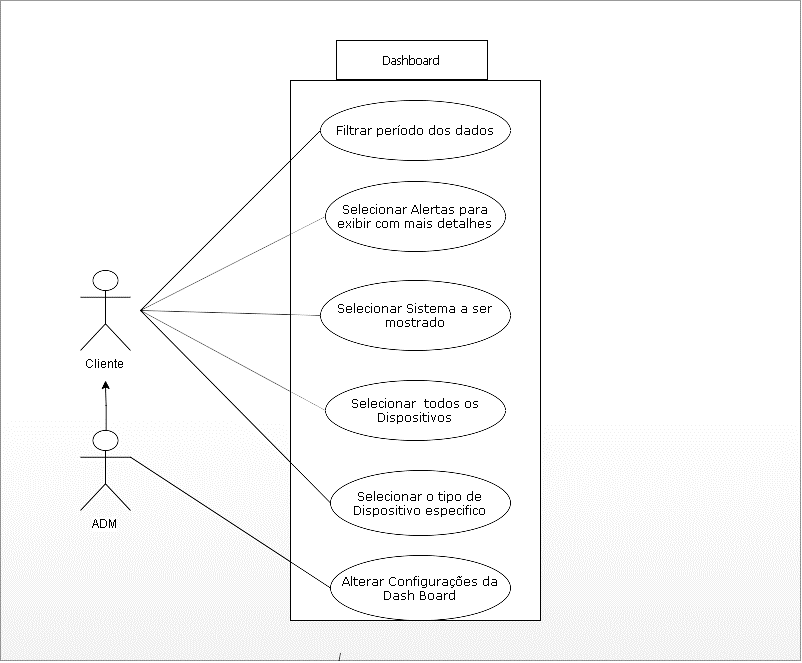 Dashboard
Filtrar período dos dados
Selecionar Alertas para
exibir com mais detalhes
Selecionar Sistema a ser
mostrado
Cliente
Selecionar todos os
Dispositivos
Selecionar o tipo de
Dispositivo especifico
ADM
Alterar Configurações da
Dash Board